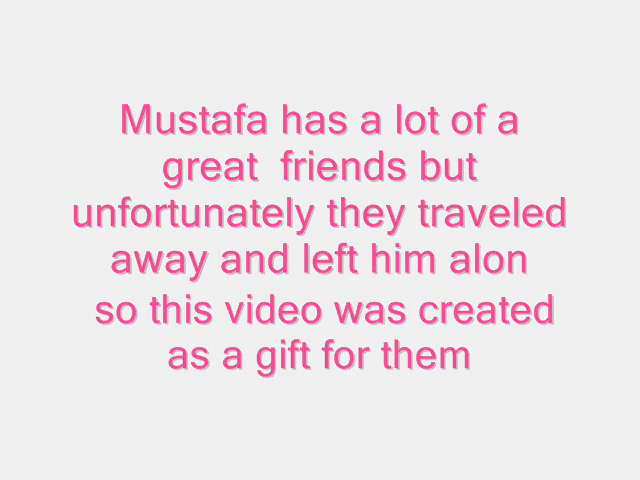 Mustafa has a lot of a
great friends but
unfortunately they traveled
away and left him alon
so this video was created
as a gift for them